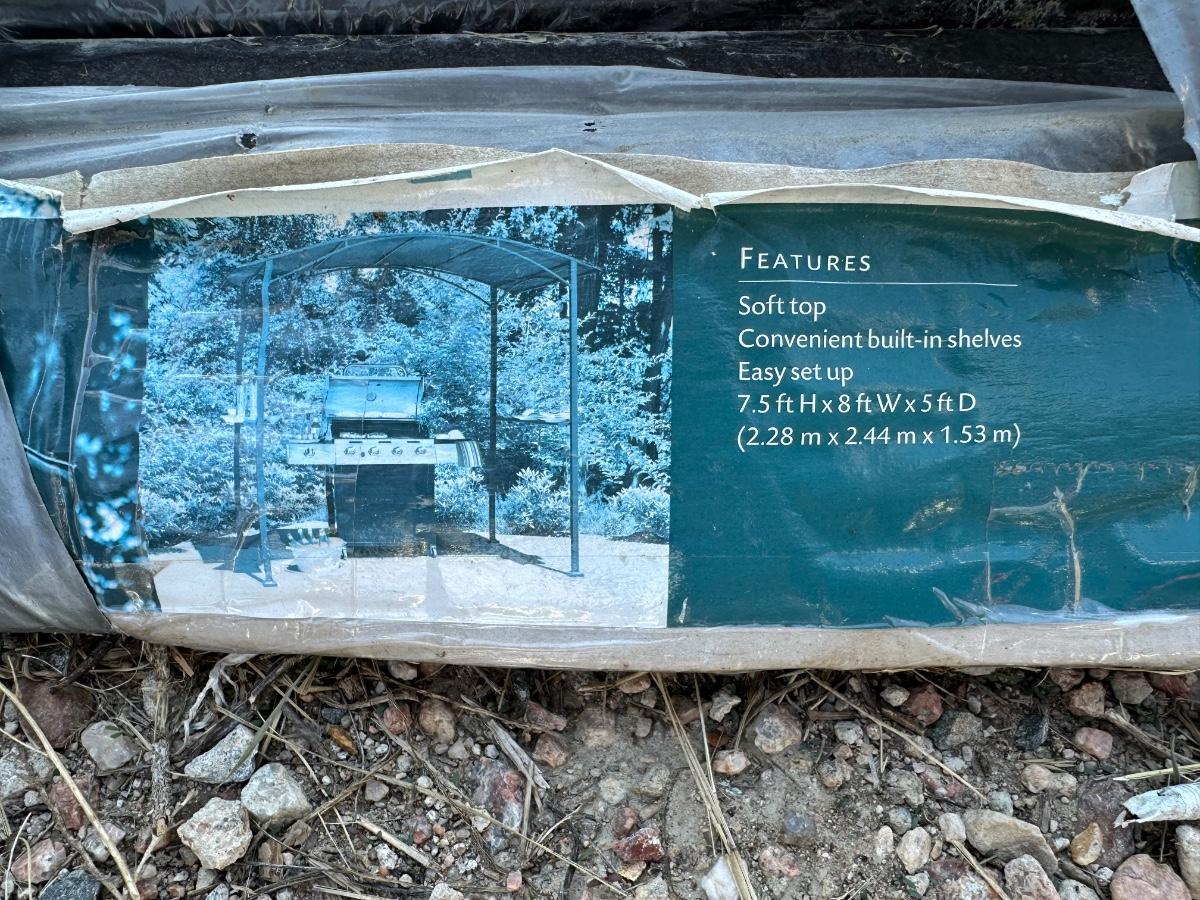 FEATURES
Soft top
Convenient built-in shelves
Easy set up
7.5 ft H x 8 ft W x 5 ft D
(2.28 m x 2.44 m x 1.53 m)